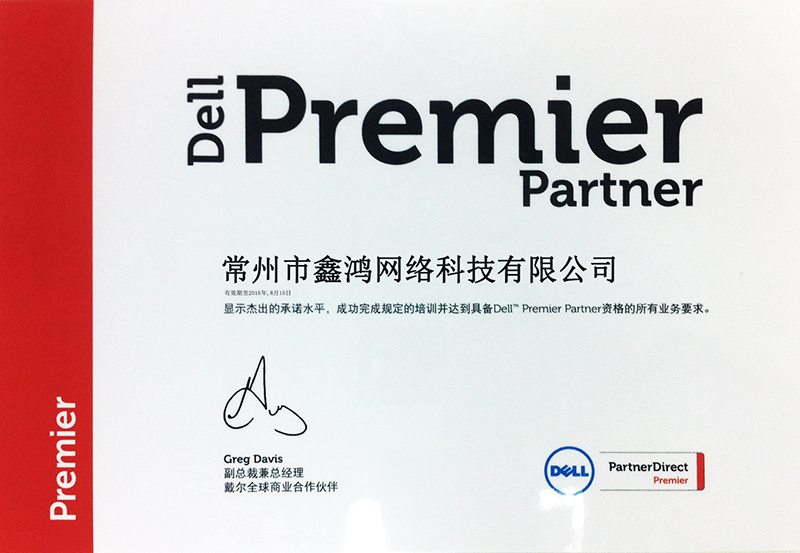 Dell
Premier
Partner
常州市鑫鸿网络科技有限公司
有效期至2016年,8月15日
显示杰出的承诺水平，成功完成规定的培训并达到具备Dell™ Premier Partner资格的所有业务要求。
Greg Davis
副总裁兼总经理
戴尔全球商业合作伙伴
Premier
DELL
PartnerDirect
Premier